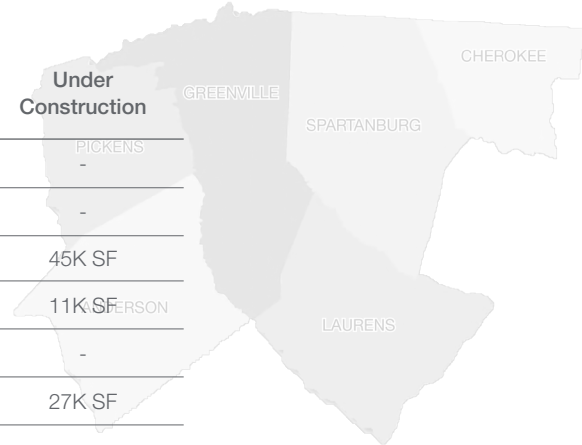 CHEROKEE
Under
Construction
GREENVILLE
SPARTANBURG
PICKENS
-
-
45K SF
11K SF
ANDERSON
LAURENS
-
27K SF